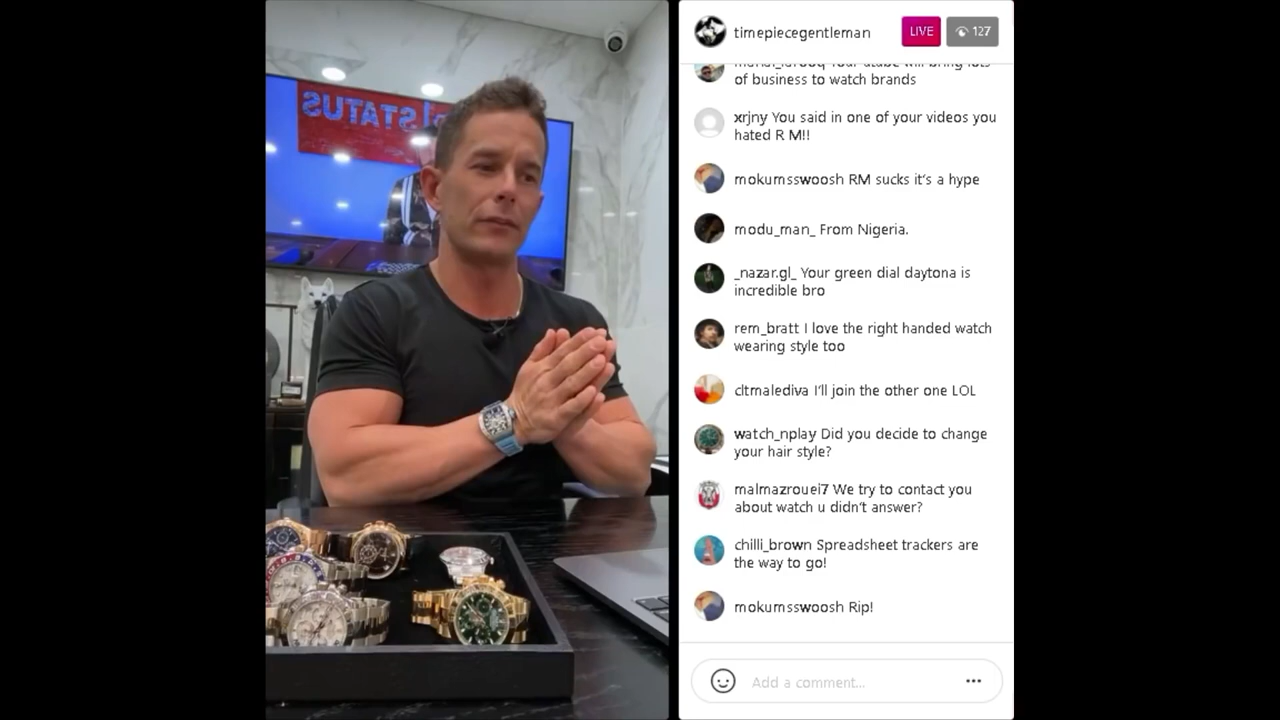 STATUS
timepiecegentleman
LIVE
127
of business to watch brands
xrjny You said in one of your videos you
hated R M!!
mokumsswoosh RM sucks it's a hype
modu_man_ From Nigeria.
_nazar.gl_ Your green dial daytona is
incredible bro
rem_bratt I love the right handed watch
wearing style too
cltmalediva I'll join the other one LOL
watch_nplay Did you decide to change
your hair style?
malmazrouei7 We try to contact you
about watch u didn't answer?
chilli_brown Spreadsheet trackers are
the way to go!
mokumsswoosh Rip!
Add a comment...